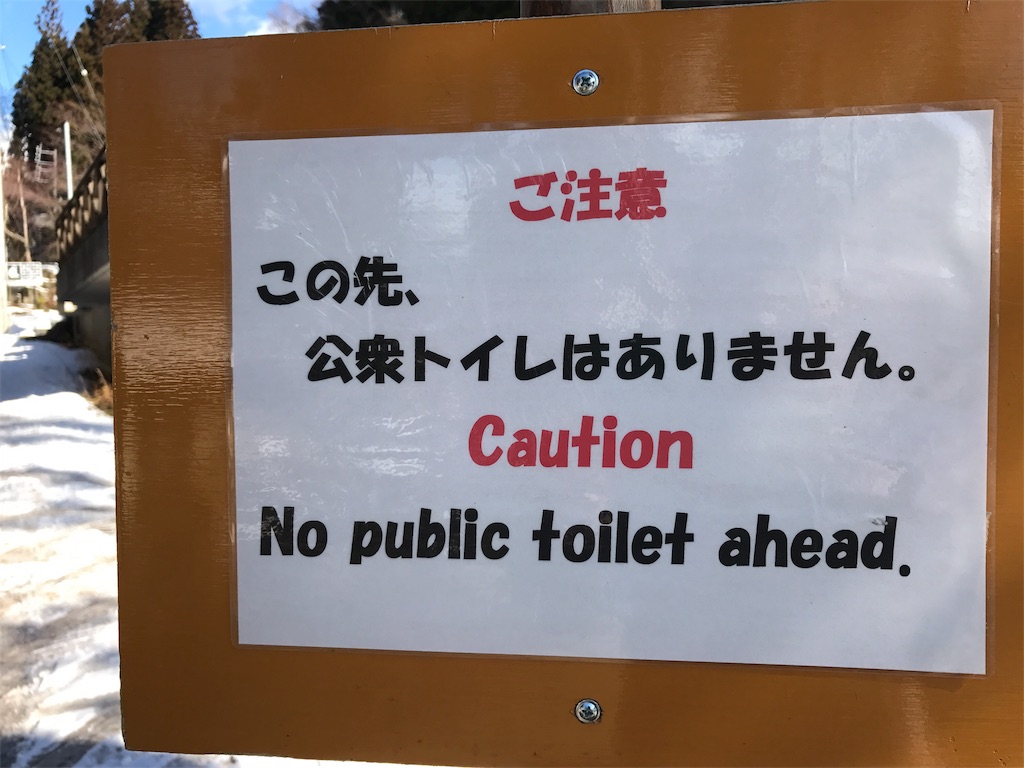 ご注意
この先、
公衆トイレはありません。
Caution
No public toilet ahead.